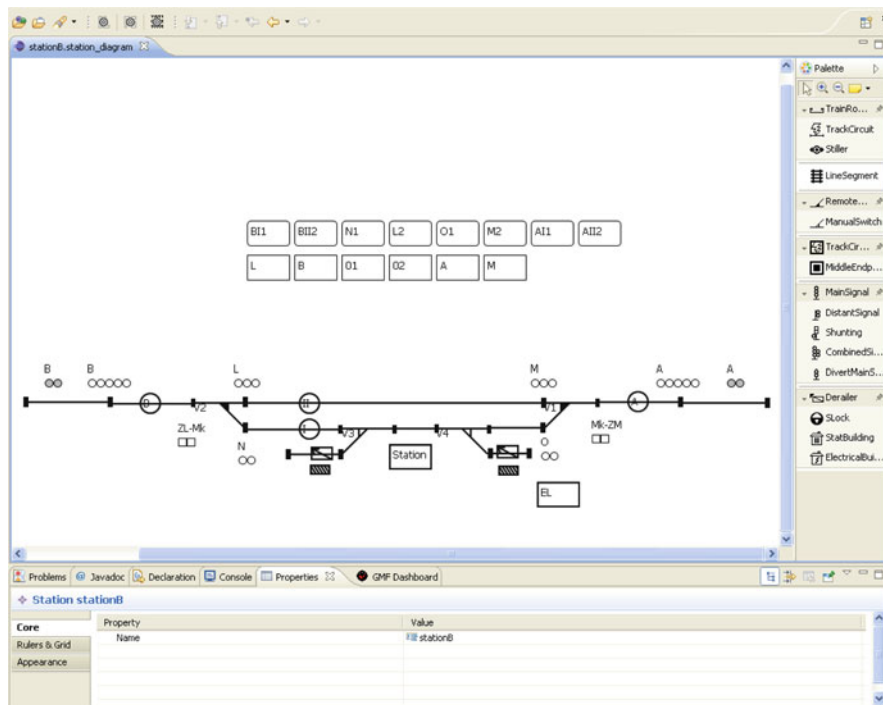 stationB.station_diagram
Palette
TrainRo...
TrackCircuit
Stiller
LineSegment
Remote...
ManualSwitch
TrackCir...
MiddleEndp...
MainSignal
DistantSignal
Shunting
CombinedSi...
DivertMainS...
Derailer
SLock
StatBuilding
ElectricalBui...
BI1 BII2 N1 L2 O1 M2 AI1 AII2
L B 01 02 A M
B B L M A A
V2 II V1 A
ZL-Mk I V3 V4 Mk-ZM
N Station O
EL
Problems Javadoc Declaration Console Properties GMF Dashboard
Station stationB
Core
Rulers & Grid
Appearance
Property Value
Name stationB